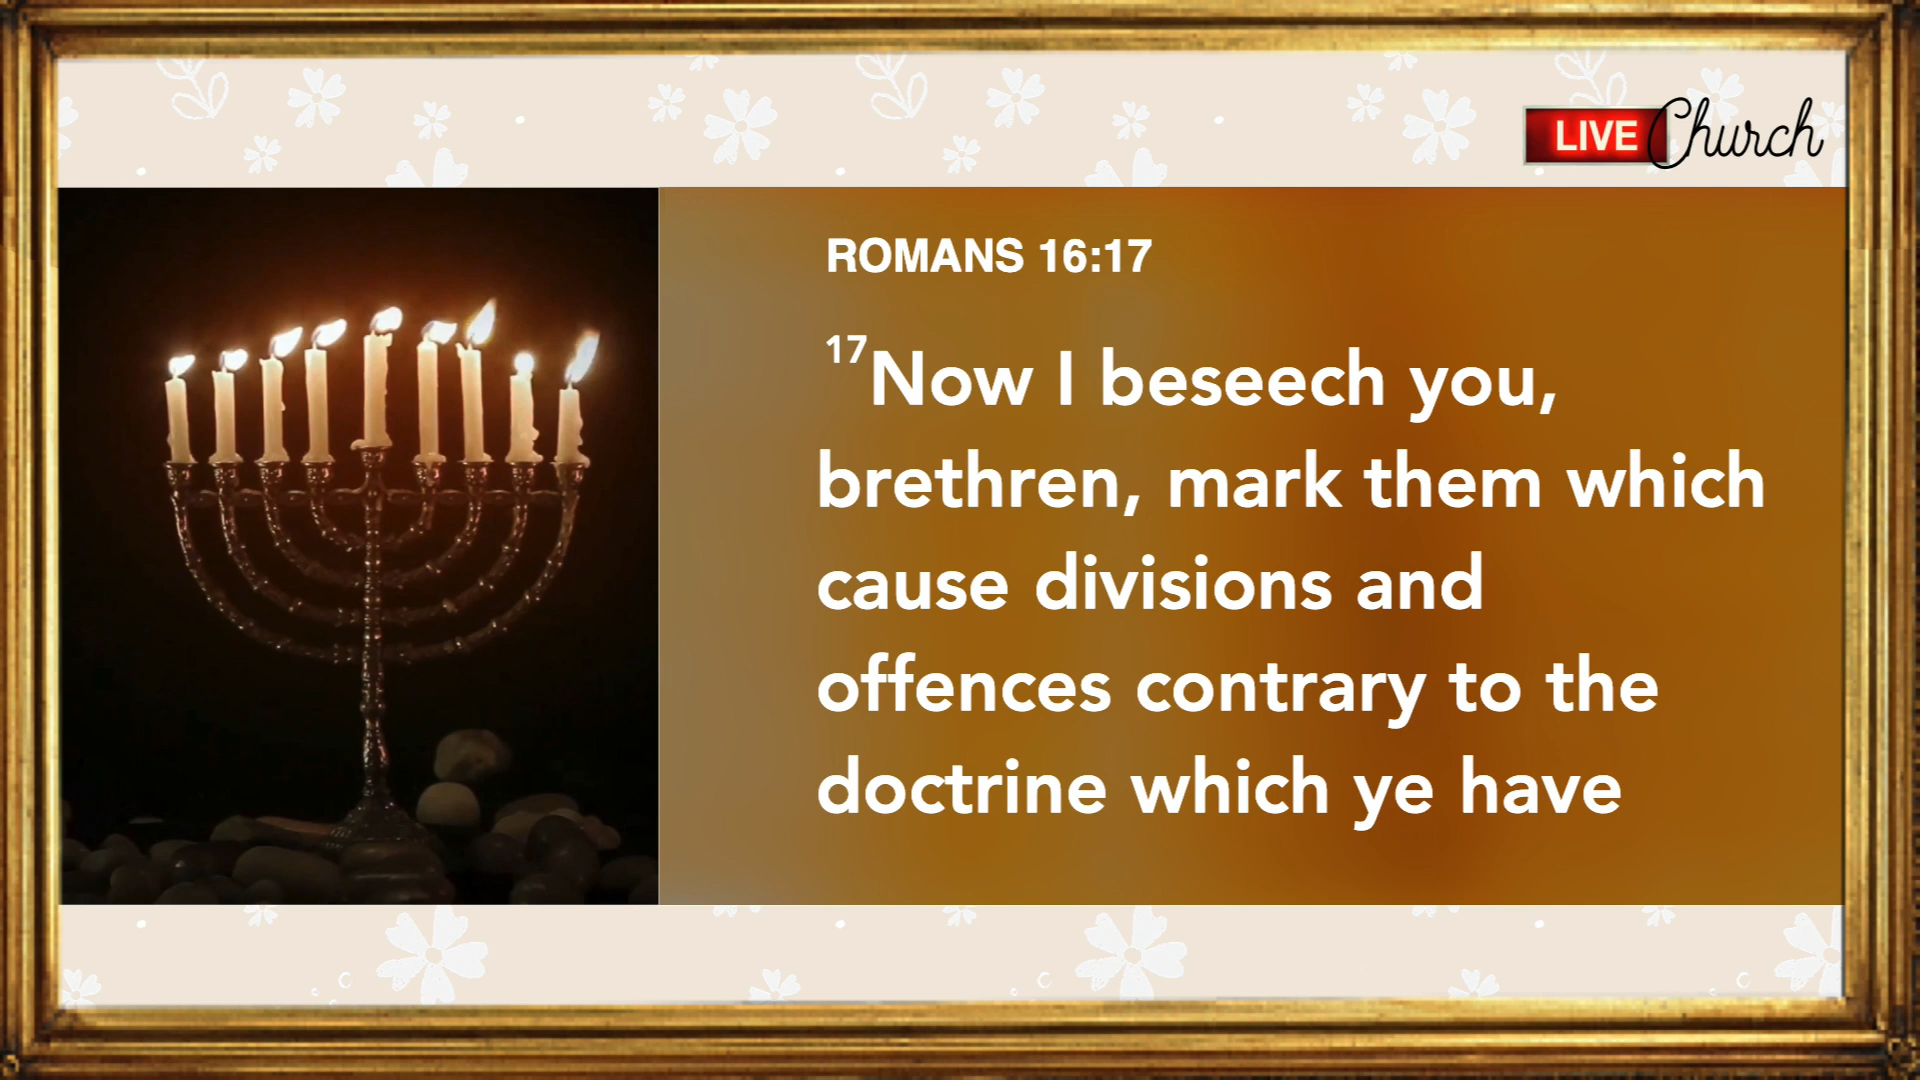 LIVE Church
ROMANS 16:17
17Now I beseech you,
brethren, mark them which
cause divisions and
offences contrary to the
doctrine which ye have